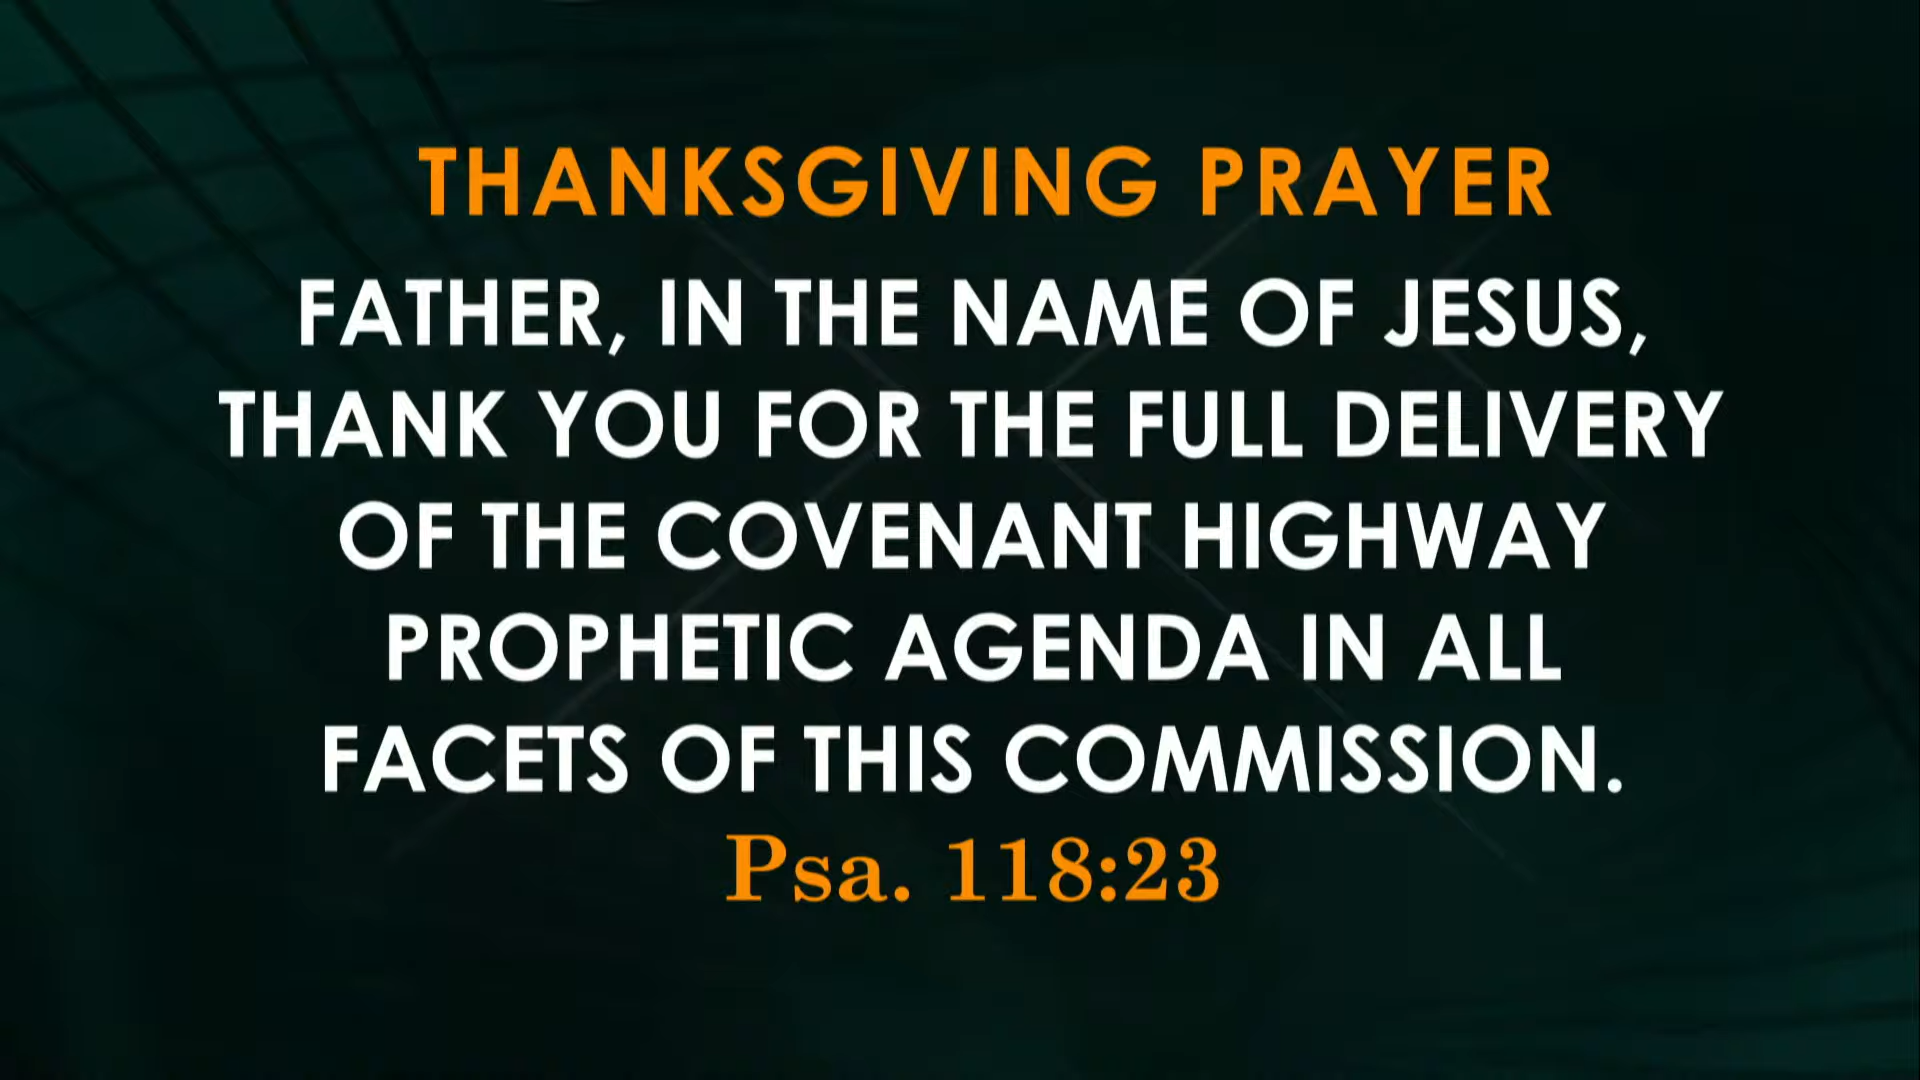 THANKSGIVING PRAYER
FATHER, IN THE NAME OF JESUS,
THANK YOU FOR THE FULL DELIVERY
OF THE COVENANT HIGHWAY
PROPHETIC AGENDA IN ALL
FACETS OF THIS COMMISSION.
Psa. 118:23